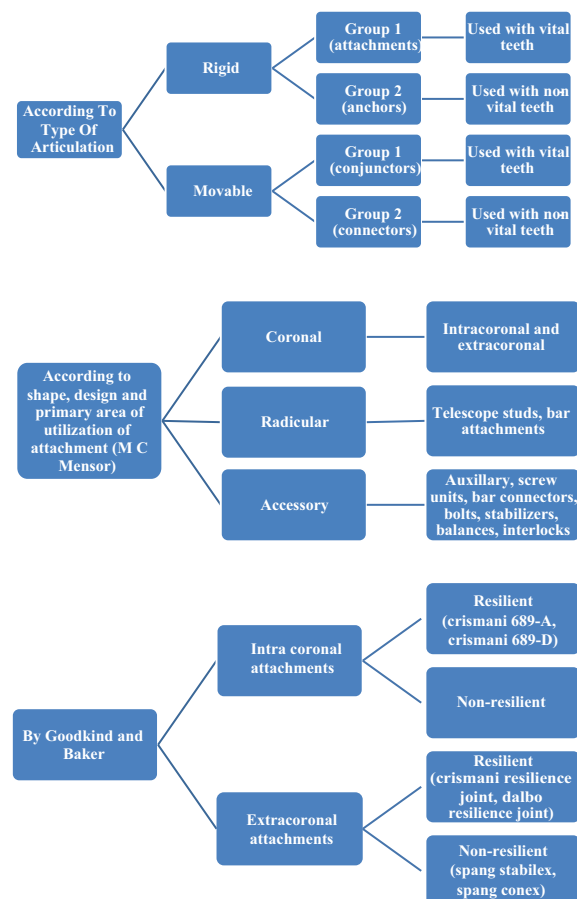 According To
Type Of
Articulation
Rigid
Group 1
(attachments)
Used with vital
teeth
Group 2
(anchors)
Used with non
vital teeth
Movable
Group 1
(conjunctors)
Used with vital
teeth
Group 2
(connectors)
Used with non-
vital teeth
According to
shape, design and
primary area of
utilization of
attachment (M C
Mensor)
Coronal
Intracoronal and
extracoronal
Radicular
Telescope studs, bar
attachments
Accessory
Auxillary, screw
units, bar connectors,
bolts, stabilizers,
balances, interlocks
By Goodkind and
Baker
Intra coronal
attachments
Resilient
(crismani 689-A,
crismani 689-D)
Non-resilient
Extracoronal
attachments
Resilient
(crismani resilience
joint, dalbo
resilience joint)
Non-resilient
(spang stabilex,
spang conex)